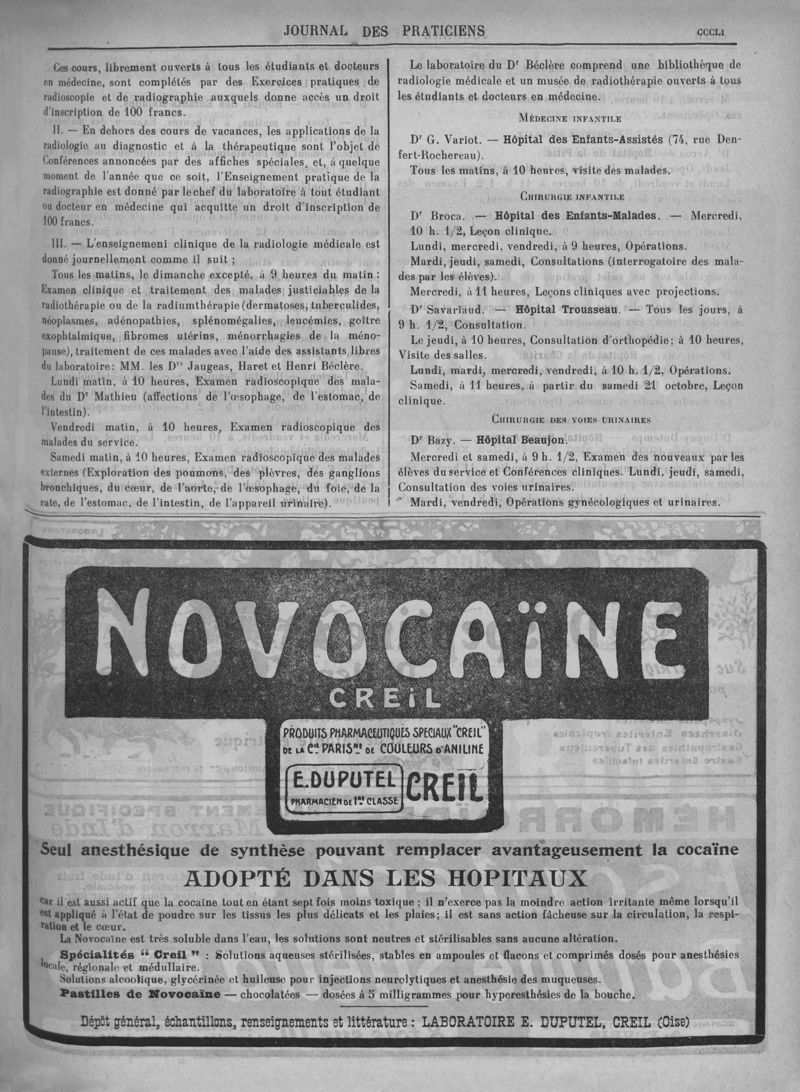 JOURNAL DES PRATICIENS
CCCLI
Ces cours, librement ouverts à tous les étudiants et docteurs
en médecine, sont complétés par des Exercices pratiques de
radioscopie et de radiographie auxquels donne accès un droit
d'inscription de 100 francs.
II. — En dehors des cours de vacances, les applications de la
radiologie au diagnostic et à la thérapeutique sont l'objet de
Conférences annoncées par des affiches spéciales, et, à quelque
moment de l'année que ce soit, l'Enseignement pratique de la
radiographie est donné par le chef du laboratoire à tout étudiant
ou docteur en médecine qui acquitte un droit d'inscription de
100 francs.
III. — L'enseignemeni clinique de la radiologie médicale est
donné journellement comme il suit ;
Tous les matins, le dimanche excepté, à 9 heures du matin :
Examen clinique et traitement des malades justiciables de la
radiothérapie ou de la radiumthérapie (dermatoses, tuberculides,
néoplasmes, adénopathies, splénomégalies, leucémies, goître
exophtalmique, fibromes utérins, ménorrhagies de la méno-
pause), traitement de ces malades avec l'aide des assistants libres
du laboratoire : MM. les Drs Jaugeas, Haret et Henri Béclère.
Lundi matin, à 10 heures, Examen radioscopique des mala-
des du Dr Mathieu (affections de l'œsophage, de l'estomac, de
l'intestin).
Vendredi matin, à 10 heures, Examen radioscopique des
malades du service.
Samedi matin, à 10 heures, Examen radioscopique des malades
externes (Exploration des poumons, des plèvres, des ganglions
bronchiques, du cœur, de l'aorte, de l'œsophage, du foie, de la
rate, de l'estomac, de l'intestin, de l'appareil urinaire).
Le laboratoire du Dr Béclère comprend une bibliothèque de
radiologie médicale et un musée de radiothérapie ouverts à tous
les étudiants et docteurs en médecine.
MÉDECINE INFANTILE
Dr G. Variot. — Hôpital des Enfants-Assistés (74, rue Den-
fert-Rochereau).
Tous les matins, à 10 heures, visite des malades.
CHIRURGIE INFANTILE
Dr Broca. — Hôpital des Enfants-Malades. — Mercredi,
10 h. 1/2, Leçon clinique.
Lundi, mercredi, vendredi, à 9 heures, Opérations.
Mardi, jeudi, samedi, Consultations (interrogatoire des mala-
des par les élèves).
Mercredi, à 11 heures, Leçons cliniques avec projections.
Dr Savariaud. — Hôpital Trousseau. — Tous les jours, à
9 h. 1/2, Consultation.
Le jeudi, à 10 heures, Consultation d'orthopédie; à 10 heures,
Visite des salles.
Lundi, mardi, mercredi, vendredi, à 10 h. 1/2, Opérations.
Samedi, à 11 heures, à partir du samedi 21 octobre, Leçon
clinique.
CHIRURGIE DES VOIES URINAIRES
Dr Bazy. — Hôpital Beaujon.
Mercredi et samedi, à 9 h. 1/2, Examen des nouveaux par les
élèves du service et Conférences cliniques. Lundi, jeudi, samedi,
Consultation des voies urinaires.
Mardi, vendredi, Opérations gynécologiques et urinaires.
NOVOCAÏNE
CREIL
PRODUITS PHARMACEUTIQUES SPECIAUX "CREIL"
DE LA Cie PARISne DE COULEURS D'ANILINE
E. DUPUTEL
PHARMACIEN DE 1ère CLASSE
CREIL
Seul anesthésique de synthèse pouvant remplacer avantageusement la cocaïne
ADOPTÉ DANS LES HOPITAUX
car il est aussi actif que la cocaïne tout en étant sept fois moins toxique ; il n'exerce pas la moindre action irritante même lorsqu'il
est appliqué à l'état de poudre sur les tissus les plus délicats et les plaies; il est sans action fâcheuse sur la circulation, la respi-
ration et le cœur.
La Novocaïne est très soluble dans l'eau, les solutions sont neutres et stérilisables sans aucune altération.
Spécialités " Creil " : Solutions aqueuses stérilisées, stables en ampoules et flacons et comprimés dosés pour anesthésies
locale, régionale et médullaire.
Solutions alcoolique, glycérinée et huileuse pour injections neurolytiques et anesthésie des muqueuses.
Pastilles de Novocaïne — chocolatées — dosées à 5 milligrammes pour hyperesthésies de la bouche.
Dépôt général, échantillons, renseignements et littérature : LABORATOIRE E. DUPUTEL, CREIL (Oise)